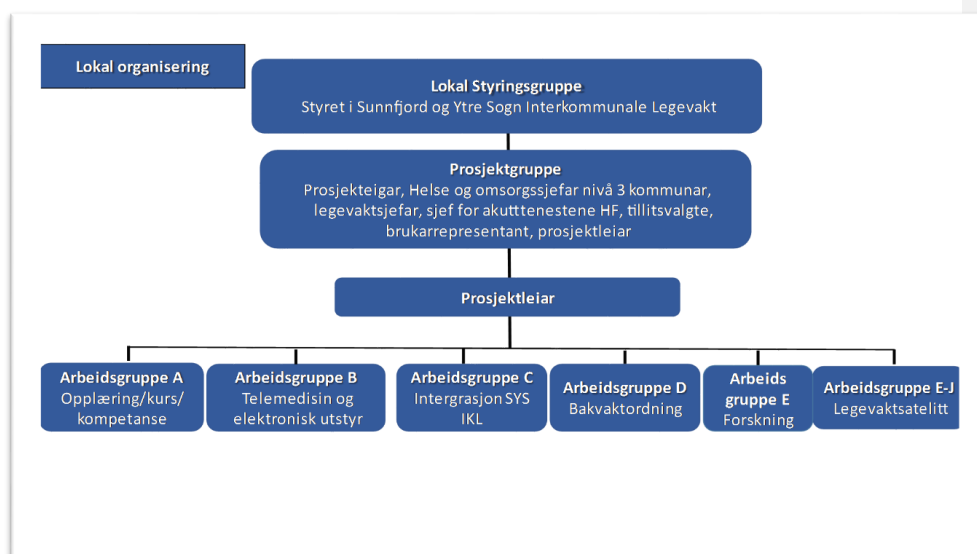 Lokal organisering
Lokal Styringsgruppe
Styret i Sunnfjord og Ytre Sogn Interkommunale Legevakt
Prosjektgruppe
Prosjekteigar, Helse og omsorgssjefar nivå 3 kommunar,
legevaktsjefar, sjef for akutttenestene HF, tillitsvalgte,
brukarrepresentant, prosjektleiar
Prosjektleiar
Arbeidsgruppe A
Opplæring/kurs/
kompetanse
Arbeidsgruppe B
Telemedisin og
elektronisk utstyr
Arbeidsgruppe C
Intergrasjon SYS
IKL
Arbeidsgruppe D
Bakvaktordning
Arbeids
gruppe E
Forskning
Arbeidsgruppe E-J
Legevaktsatelitt